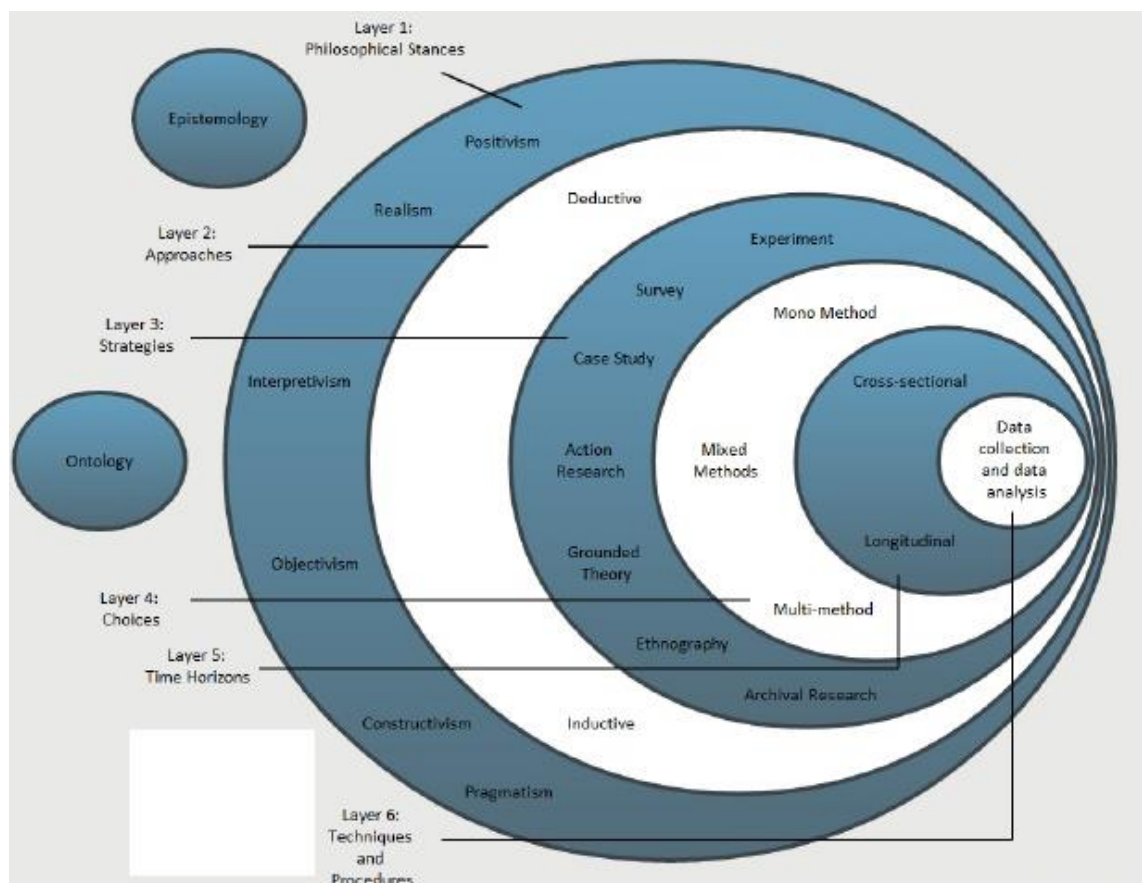 Layer 1:
Philosophical Stances
Epistemology
Positivism
Realism
Deductive
Layer 2:
Approaches
Experiment
Survey
Mono Method
Layer 3:
Strategies
Case Study
Interpretivism
Cross-sectional
Ontology
Action
Research
Mixed
Methods
Data
collection
and data
analysis
Longitudinal
Objectivism
Grounded
Theory
Layer 4:
Choices
Multi-method
Ethnography
Layer 5:
Time Horizons
Archival Research
Constructivism
Inductive
Pragmatism
Layer 6:
Techniques
and
Procedures